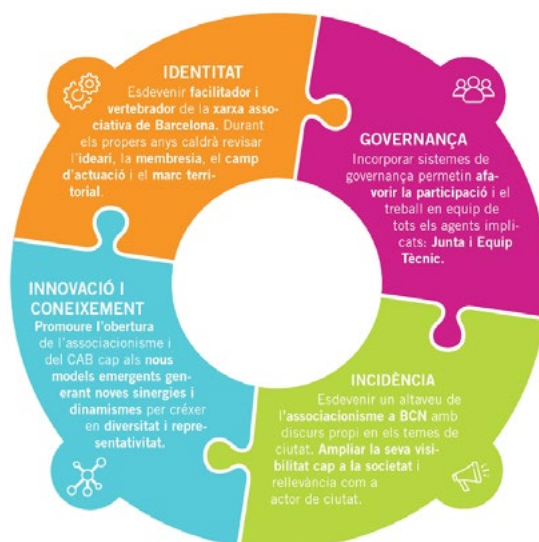 IDENTITAT
Esdevenir facilitador i
vertebrador de la xarxa asso-
ciativa de Barcelona. Durant
els propers anys caldrà revisar
l'ideari, la membresia, el camp
d'actuació i el marc terri-
torial.
GOVERNANÇA
Incorporar sistemes de
governança permetin afa-
vorir la participació i el
treball en equip de
tots els agents impli-
cats: Junta i Equip
Tècnic.
INNOVACIÓ I
CONEIXEMENT
Promoure l'obertura
de l'associacionisme i
del CAB cap als nous
models emergents gen-
erant noves sinergies i
dinamismes per créixer
en diversitat i repre-
sentativitat.
INCIDÈNCIA
Esdevenir un altaveu de
l'associacionisme a BCN amb
discurs propi en els temes de
ciutat. Ampliar la seva visi-
bilitat cap a la societat i
rellevància com a
actor de ciutat.